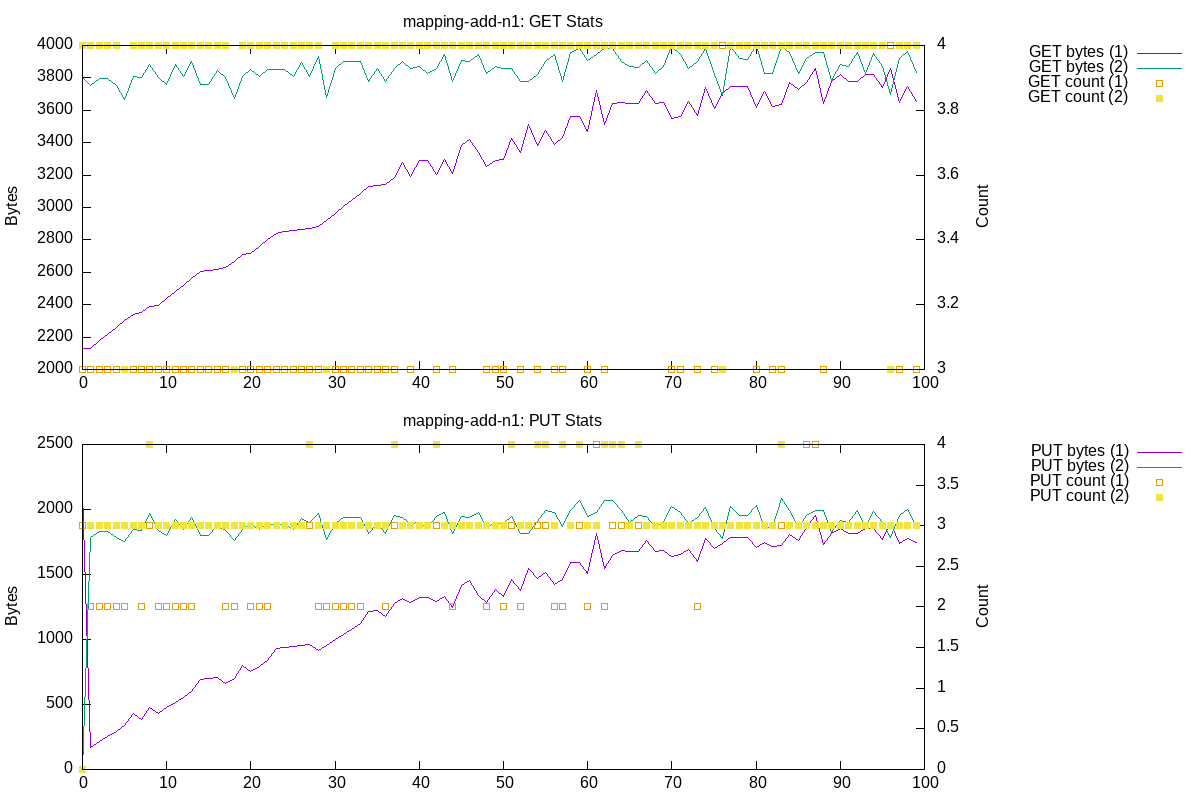 mapping-add-n1: GET Stats
GET bytes (1)
GET bytes (2)
GET count (1)
GET count (2)
4000
3800
3600
3400
3200
3000
2800
2600
2400
2200
2000
Bytes
4
3.8
3.6
3.4
3.2
3
Count
0 10 20 30 40 50 60 70 80 90 100
mapping-add-n1: PUT Stats
PUT bytes (1)
PUT bytes (2)
PUT count (1)
PUT count (2)
2500
2000
1500
1000
500
0
Bytes
4
3.5
3
2.5
2
1.5
1
0.5
0
Count
0 10 20 30 40 50 60 70 80 90 100